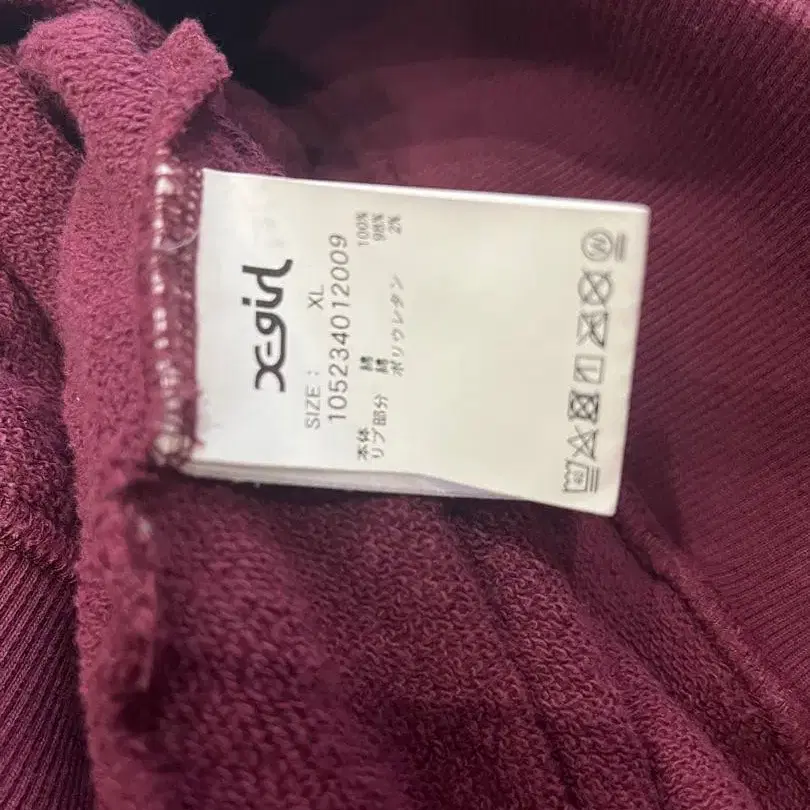 X-girl
SIZE : XL
105234012009
本体 綿 100%
リブ部分 綿 98%
ポリウレタン 2%
40
W